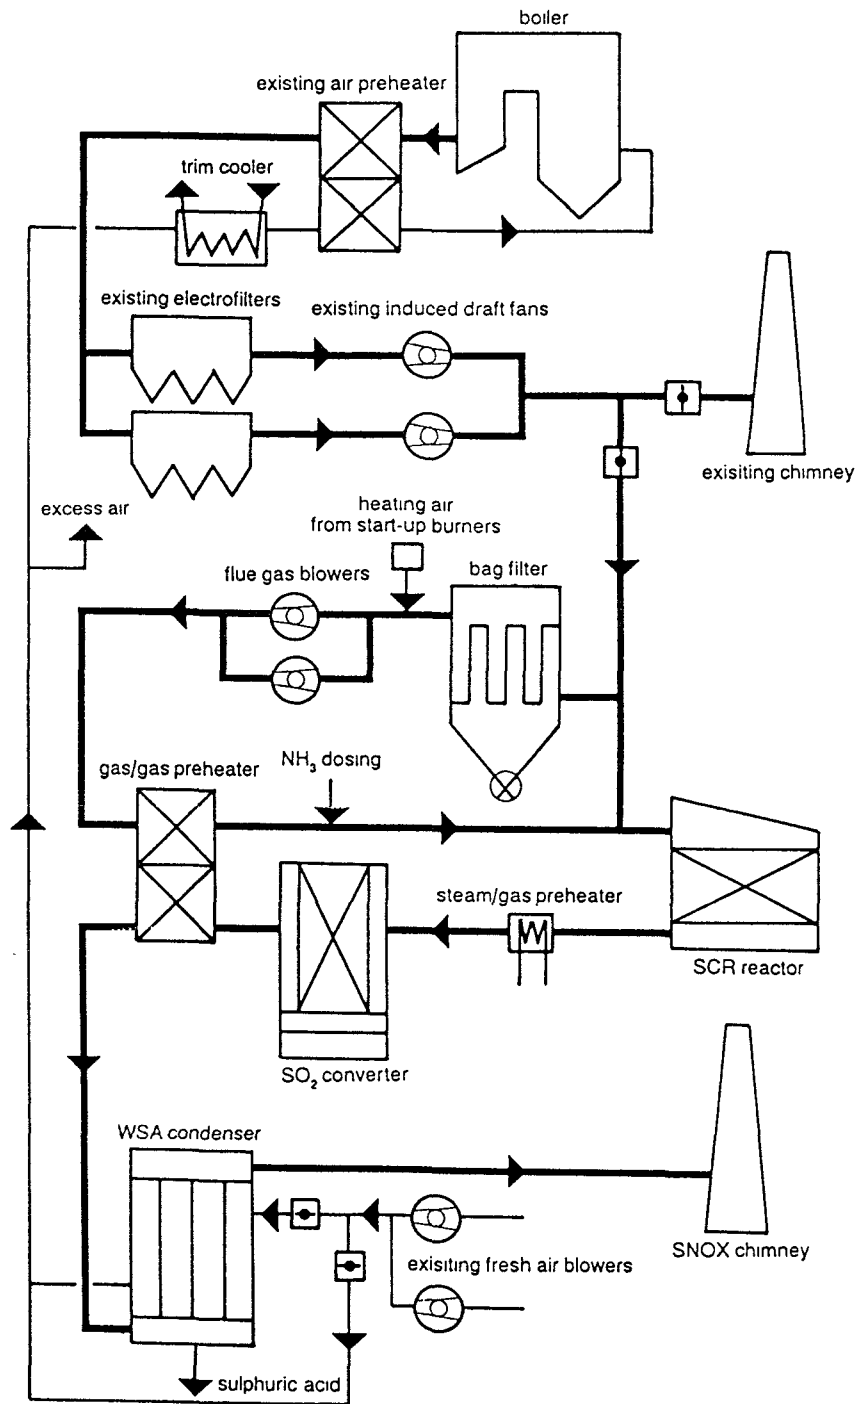 boiler
existing air preheater
trim cooler
existing electrofilters
existing induced draft fans
exisiting chimney
excess air
heating air
from start-up burners
flue gas blowers
bag filter
gas/gas preheater
NH₃ dosing
steam/gas preheater
SCR reactor
SO₂ converter
WSA condenser
exisiting fresh air blowers
SNOX chimney
sulphuric acid